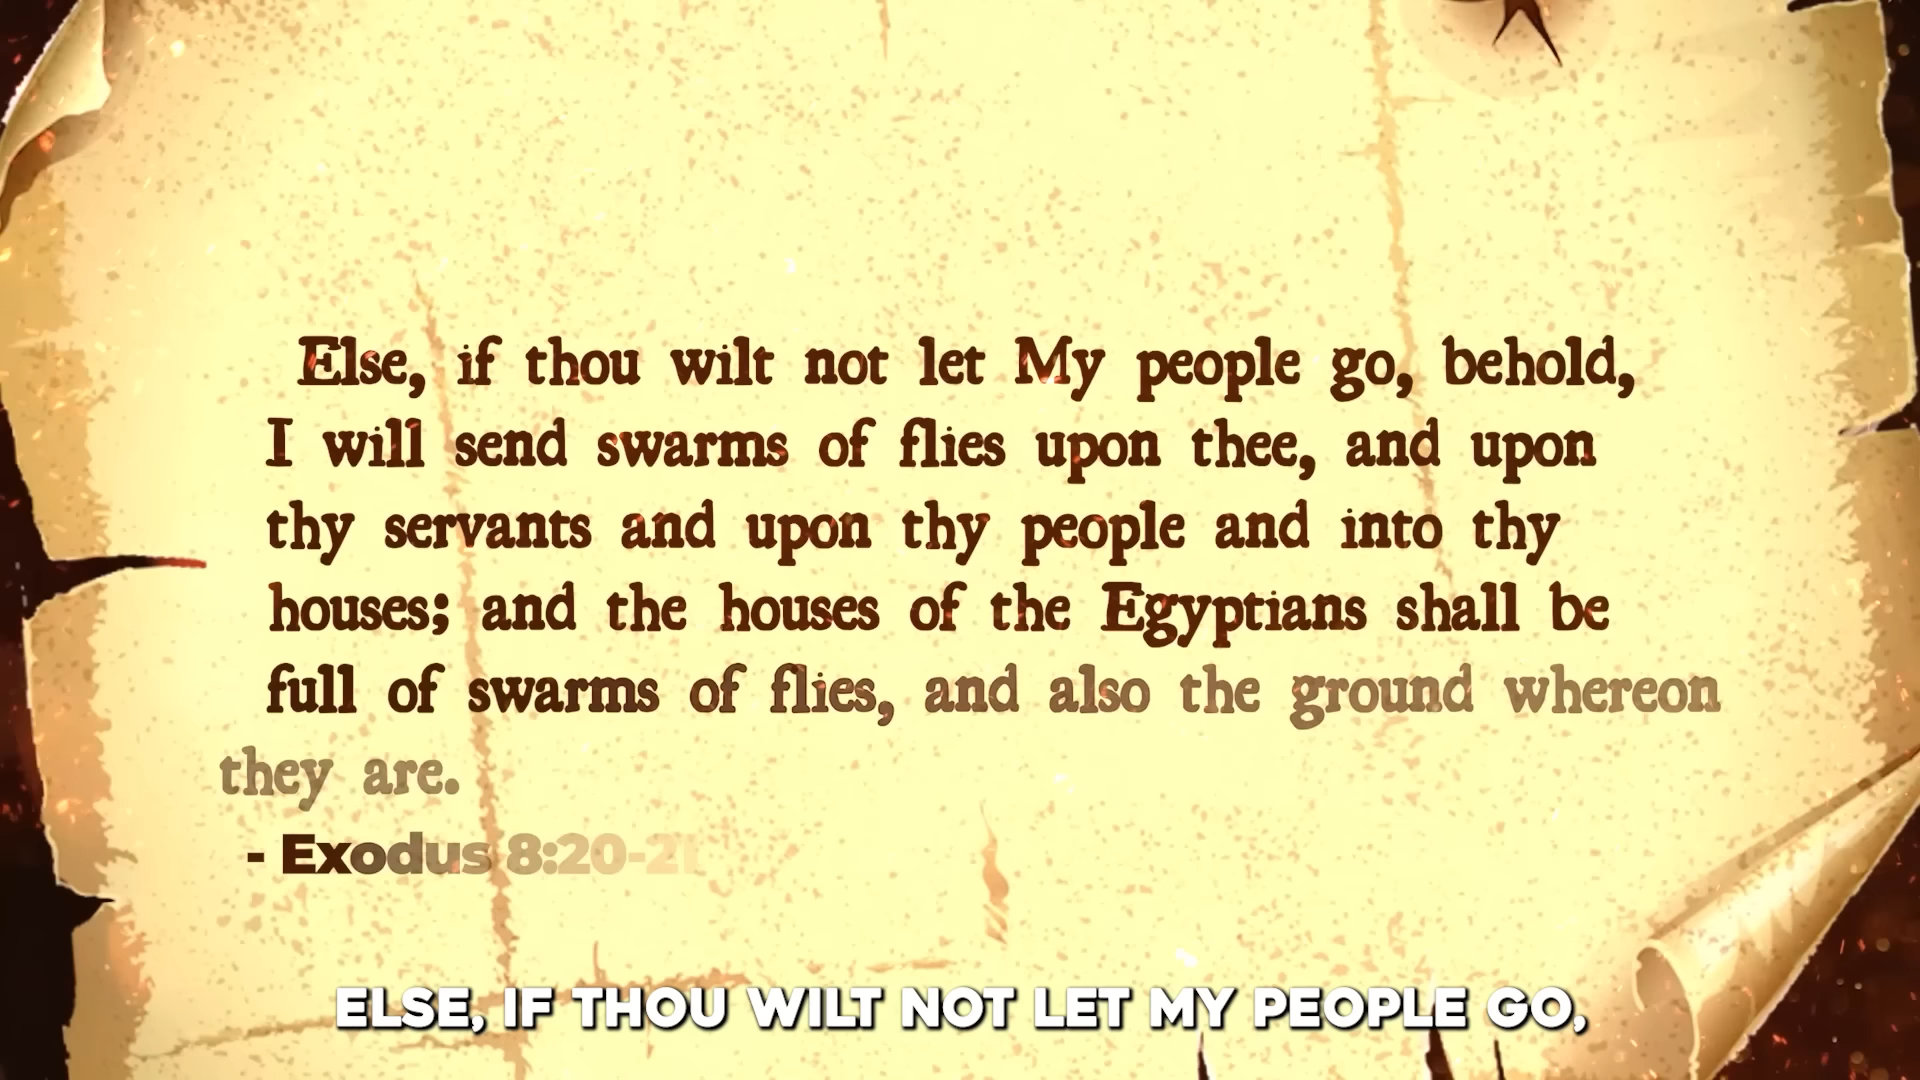 Else, if thou wilt not let My people go, behold,
I will send swarms of flies upon thee, and upon
thy servants and upon thy people and into thy
houses; and the houses of the Egyptians shall be
full of swarms of flies, and also the ground whereon
they are.
- Exodus 8:20-21
ELSE, IF THOU WILT NOT LET MY PEOPLE GO,